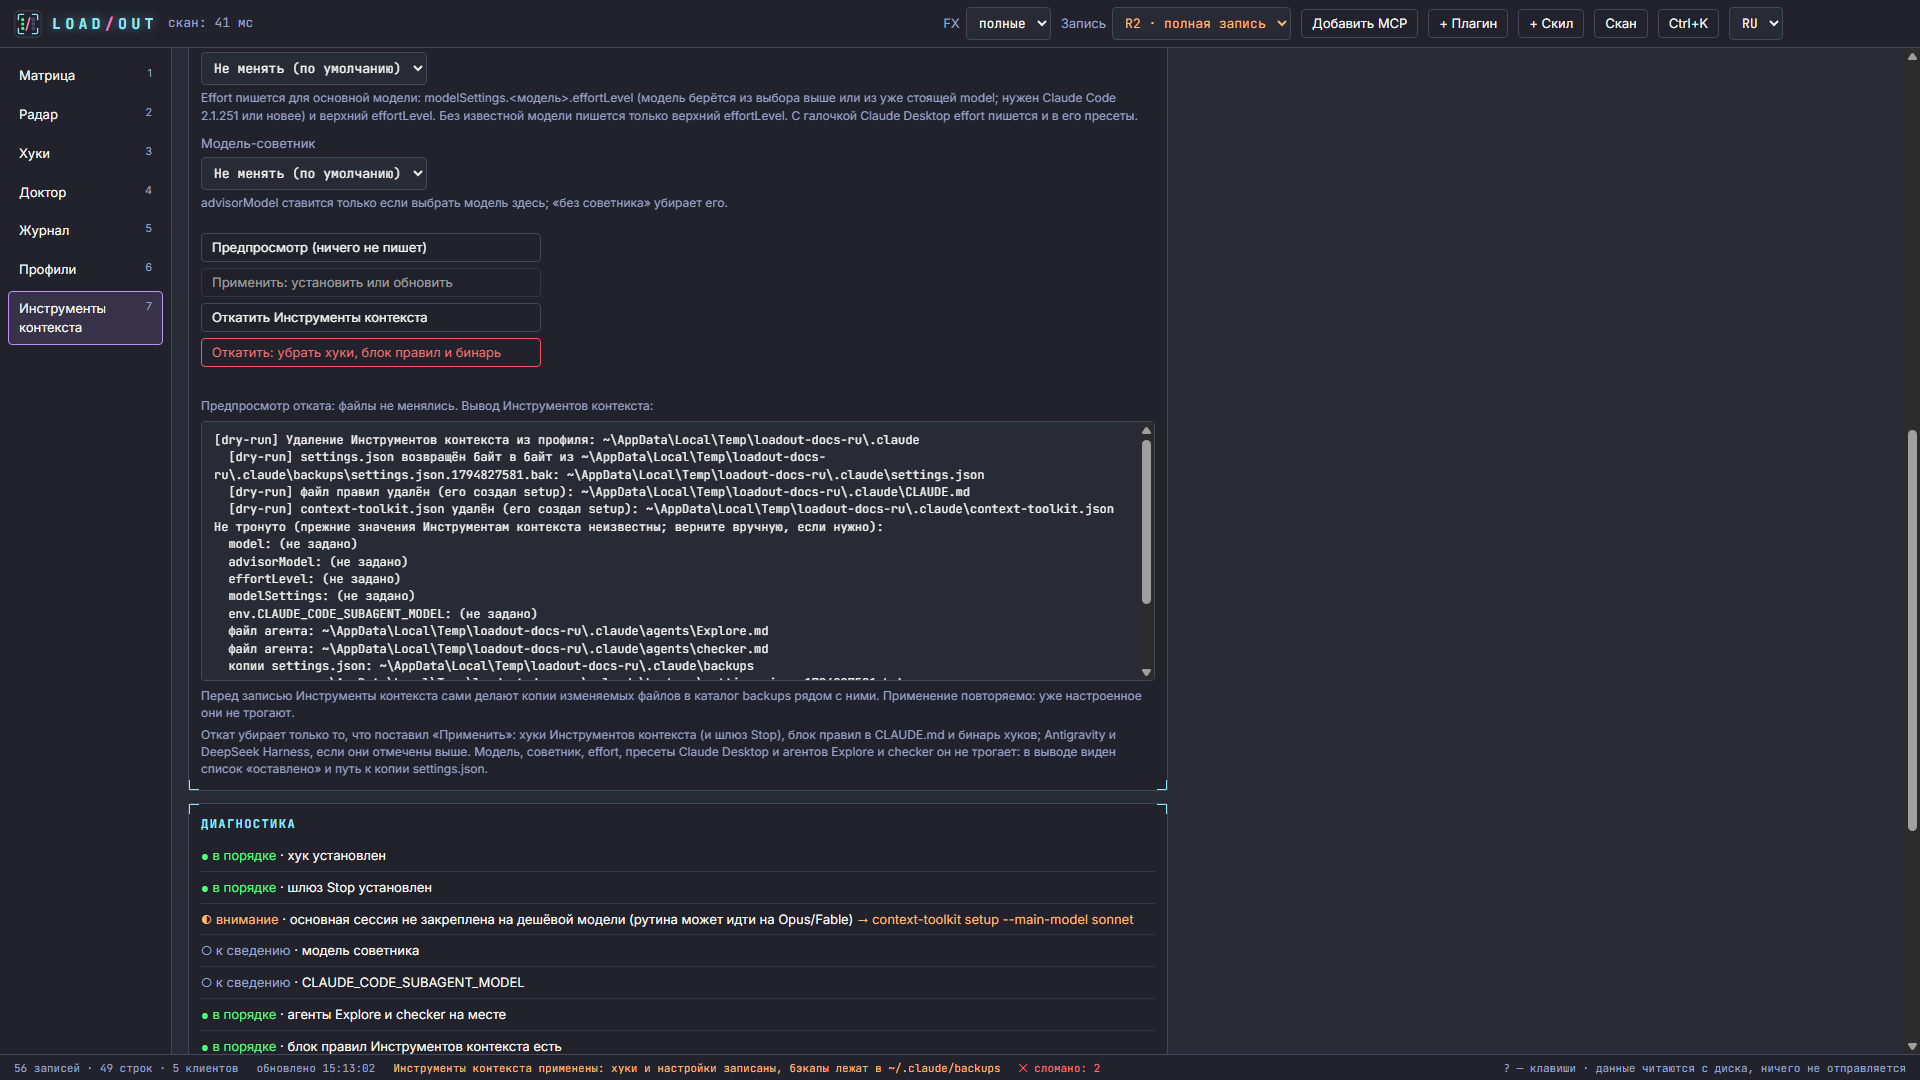 LOAD/OUT скан: 41 мс
FX полные Запись R2 · полная запись Добавить MCP + Плагин + Скил Скан Ctrl+K RU
Матрица 1
Радар 2
Хуки 3
Доктор 4
Журнал 5
Профили 6
Инструменты 7
контекста
Не менять (по умолчанию)
Effort пишется для основной модели: modelSettings.<модель>.effortLevel (модель берётся из выбора выше или из уже стоящей model; нужен Claude Code
2.1.251 или новее) и верхний effortLevel. Без известной модели пишется только верхний effortLevel. С галочкой Claude Desktop effort пишется и в его пресеты.
Модель-советник
Не менять (по умолчанию)
advisorModel ставится только если выбрать модель здесь; «без советника» убирает его.
Предпросмотр (ничего не пишет)
Применить: установить или обновить
Откатить Инструменты контекста
Откатить: убрать хуки, блок правил и бинарь
Предпросмотр отката: файлы не менялись. Вывод Инструментов контекста:
[dry-run] Удаление Инструментов контекста из профиля: ~\AppData\Local\Temp\loadout-docs-ru\.claude
[dry-run] settings.json возвращён байт в байт из ~\AppData\Local\Temp\loadout-docs-
ru\.claude\backups\settings.json.1794827581.bak: ~\AppData\Local\Temp\loadout-docs-ru\.claude\settings.json
[dry-run] файл правил удалён (его создал setup): ~\AppData\Local\Temp\loadout-docs-ru\.claude\CLAUDE.md
[dry-run] context-toolkit.json удалён (его создал setup): ~\AppData\Local\Temp\loadout-docs-ru\.claude\context-toolkit.json
Не тронуто (прежние значения Инструментам контекста неизвестны; верните вручную, если нужно):
model: (не задано)
advisorModel: (не задано)
effortLevel: (не задано)
modelSettings: (не задано)
env.CLAUDE_CODE_SUBAGENT_MODEL: (не задано)
файл агента: ~\AppData\Local\Temp\loadout-docs-ru\.claude\agents\Explore.md
файл агента: ~\AppData\Local\Temp\loadout-docs-ru\.claude\agents\checker.md
копии settings.json: ~\AppData\Local\Temp\loadout-docs-ru\.claude\backups
Перед записью Инструменты контекста сами делают копии изменяемых файлов в каталог backups рядом с ними. Применение повторяемо: уже настроенное
они не трогают.
Откат убирает только то, что поставил «Применить»: хуки Инструментов контекста (и шлюз Stop), блок правил в CLAUDE.md и бинарь хуков; Antigravity и
DeepSeek Harness, если они отмечены выше. Модель, советник, effort, пресеты Claude Desktop и агентов Explore и checker он не трогает: в выводе виден
список «оставлено» и путь к копии settings.json.
ДИАГНОСТИКА
в порядке · хук установлен
в порядке · шлюз Stop установлен
внимание · основная сессия не закреплена на дешёвой модели (рутина может идти на Opus/Fable) → context-toolkit setup --main-model sonnet
к сведению · модель советника
к сведению · CLAUDE_CODE_SUBAGENT_MODEL
в порядке · агенты Explore и checker на месте
в порядке · блок правил Инструментов контекста есть
56 записей · 49 строк · 5 клиентов обновлено 15:13:02 Инструменты контекста применены: хуки и настройки записаны, бэкапы лежат в ~/.claude/backups ✕ сломано: 2 ? — клавиши · данные читаются с диска, ничего не отправляется